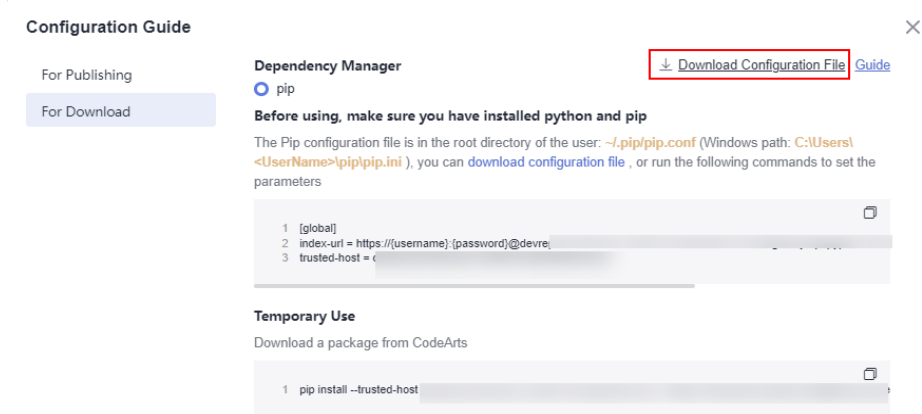 Configuration Guide
For Publishing
For Download
Dependency Manager
Download Configuration File Guide
pip
Before using, make sure you have installed python and pip
The Pip configuration file is in the root directory of the user: ~/.pip/pip.conf (Windows path: C:\Users\
<UserName>\pip\pip.ini ), you can download configuration file , or run the following commands to set the
parameters
1 [global]
2 index-url = https://{username}:{password}@devre
3 trusted-host =
Temporary Use
Download a package from CodeArts
1 pip install --trusted-host